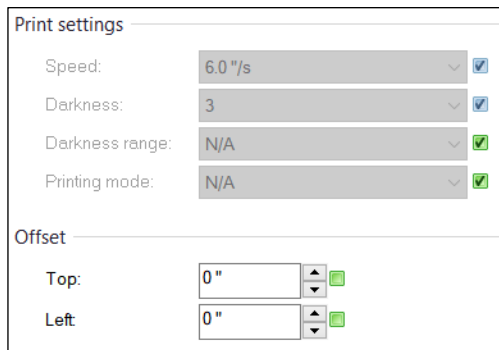 Print settings
Speed: 6.0 "/s
Darkness: 3
Darkness range: N/A
Printing mode: N/A
Offset
Top: 0 "
Left: 0 "